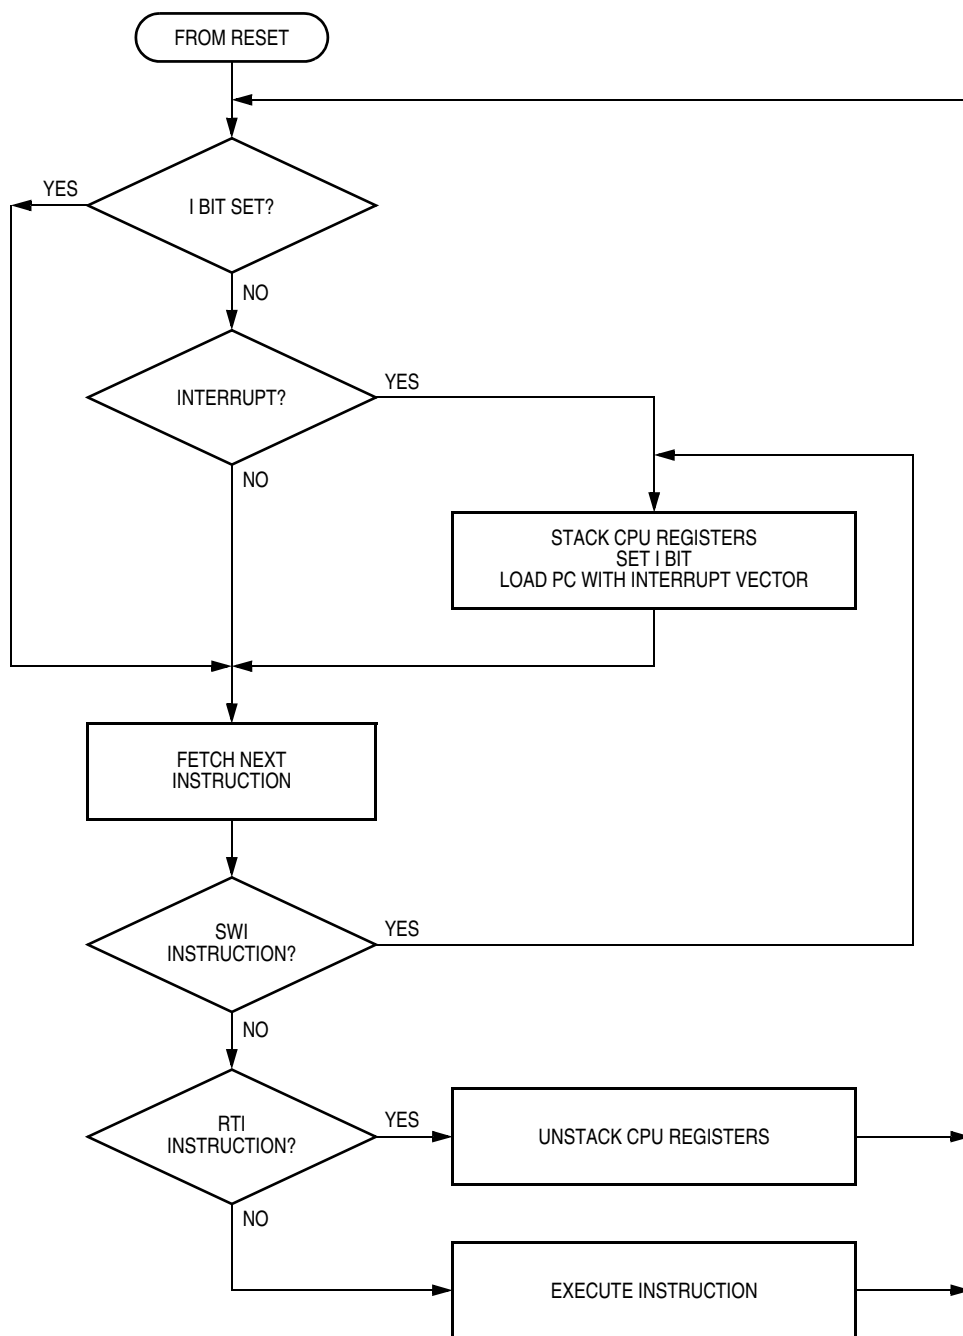 FROM RESET
YES
I BIT SET?
NO
INTERRUPT?
YES
NO
STACK CPU REGISTERS
SET I BIT
LOAD PC WITH INTERRUPT VECTOR
FETCH NEXT
INSTRUCTION
SWI
INSTRUCTION?
YES
NO
RTI
INSTRUCTION?
YES
UNSTACK CPU REGISTERS
NO
EXECUTE INSTRUCTION